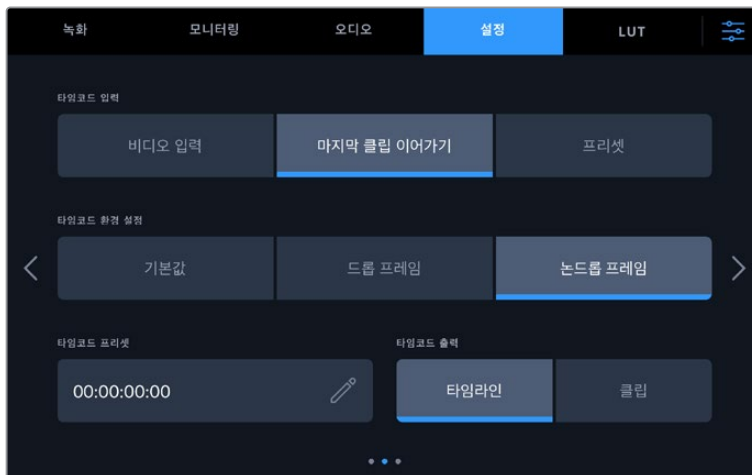 녹화 모니터링 오디오 설정 LUT
타임코드 입력
비디오 입력 마지막 클립 이어가기 프리셋
타임코드 환경 설정
기본값 드롭 프레임 논드롭 프레임
타임코드 프리셋 타임코드 출력
00:00:00:00 타임라인 클립